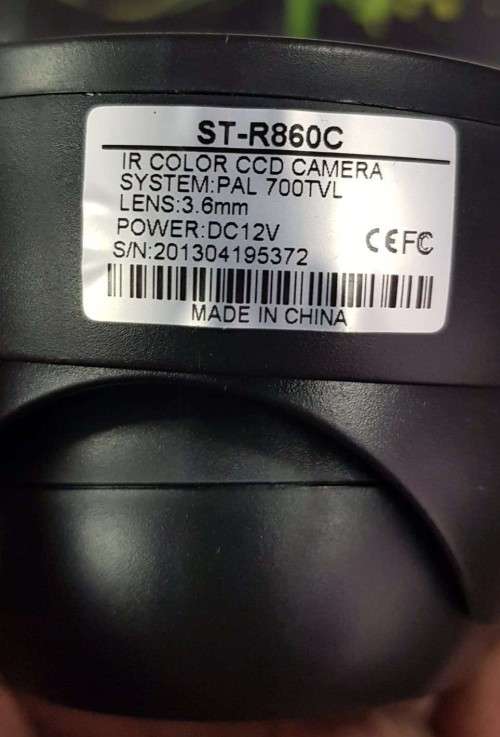 ST-R860C
IR COLOR CCD CAMERA
SYSTEM:PAL 700TVL
LENS:3.6mm
POWER:DC12V
CE FC
S/N:201304195372
MADE IN CHINA